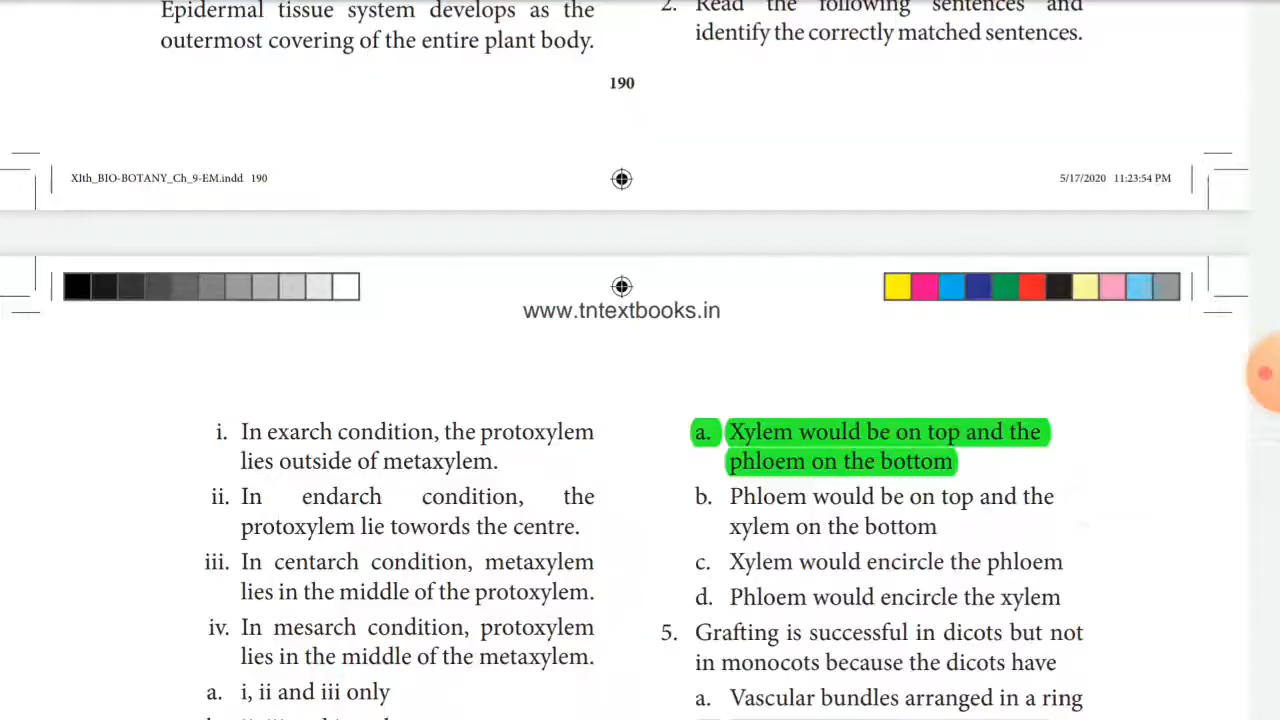 Epidermal tissue system develops as the
outermost covering of the entire plant body.
2. Read the following sentences and
identify the correctly matched sentences.
190
XIth_BIO-BOTANY_Ch_9-EM.indd 190
5/17/2020 11:23:54 PM
www.tntextbooks.in
i. In exarch condition, the protoxylem
lies outside of metaxylem.
ii. In endarch condition, the
protoxylem lie towords the centre.
iii. In centarch condition, metaxylem
lies in the middle of the protoxylem.
iv. In mesarch condition, protoxylem
lies in the middle of the metaxylem.
a. i, ii and iii only
a. Xylem would be on top and the
phloem on the bottom
b. Phloem would be on top and the
xylem on the bottom
c. Xylem would encircle the phloem
d. Phloem would encircle the xylem
5. Grafting is successful in dicots but not
in monocots because the dicots have
a. Vascular bundles arranged in a ring